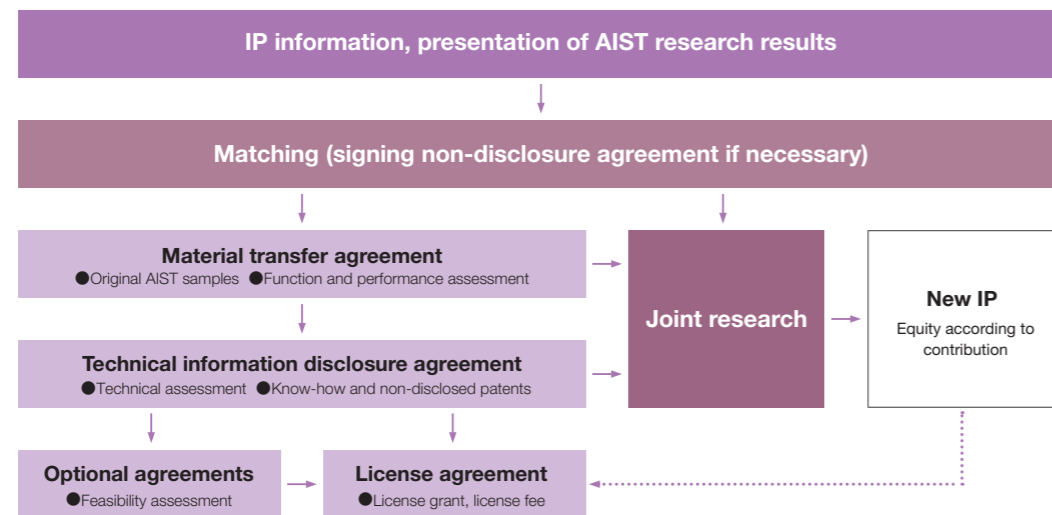 IP information, presentation of AIST research results
Matching (signing non-disclosure agreement if necessary)
Material transfer agreement
●Original AIST samples ●Function and performance assessment
Joint research
New IP
Equity according to
contribution
Technical information disclosure agreement
●Technical assessment ●Know-how and non-disclosed patents
Optional agreements
●Feasibility assessment
License agreement
●License grant, license fee